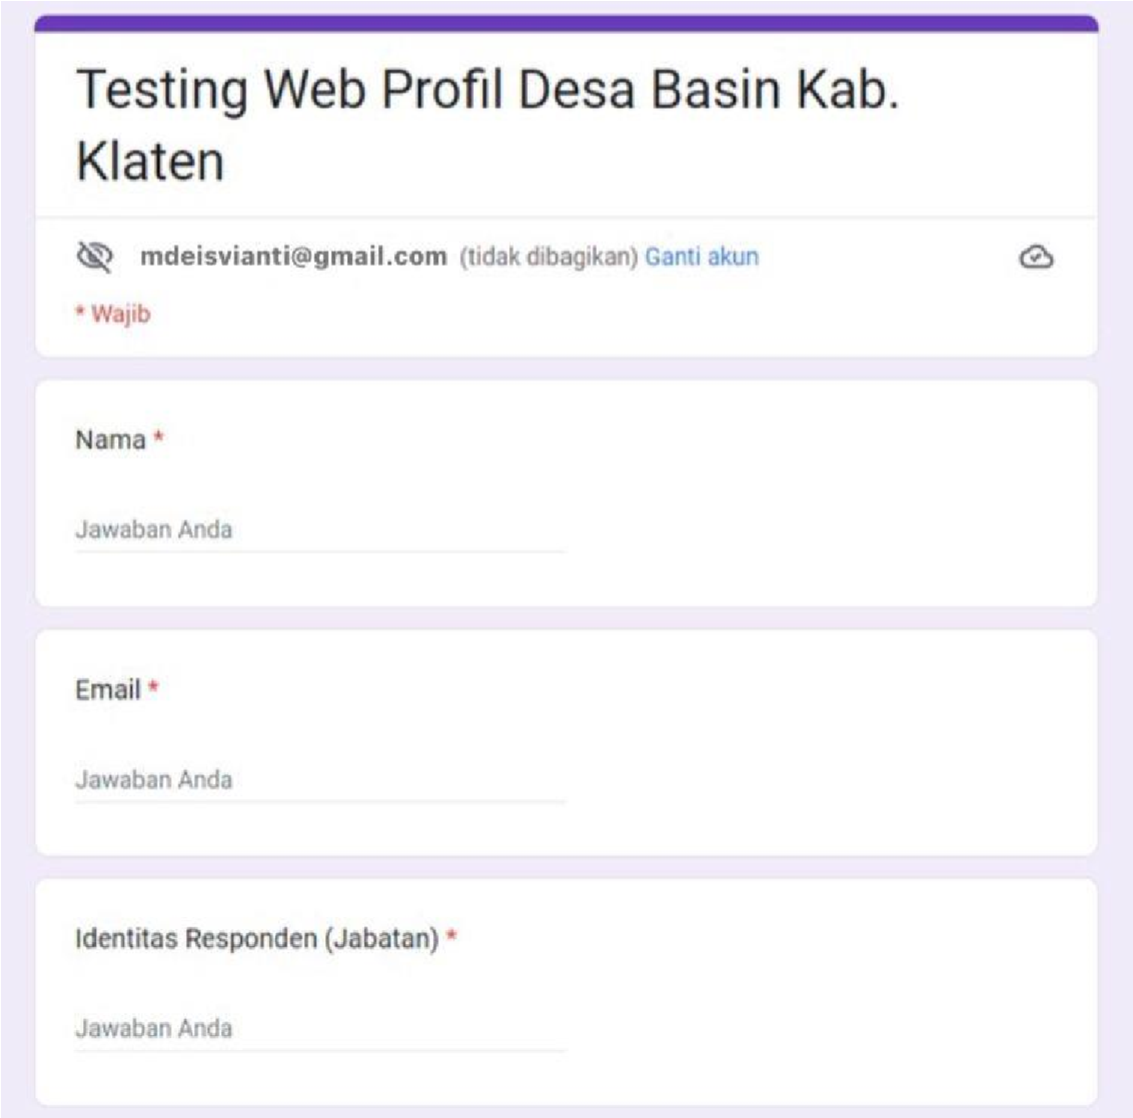 Testing Web Profil Desa Basin Kab.
Klaten
mdeisvianti@gmail.com (tidak dibagikan) Ganti akun
* Wajib
Nama *
Jawaban Anda
Email *
Jawaban Anda
Identitas Responden (Jabatan) *
Jawaban Anda